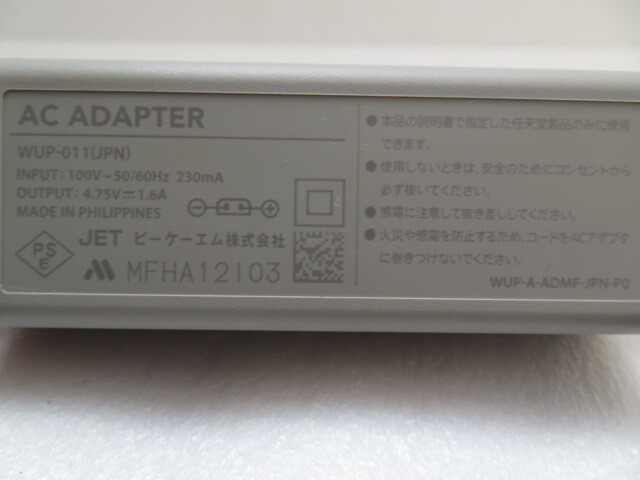 AC ADAPTER
WUP-011(JPN)
INPUT: 100V~50/60Hz 230mA
OUTPUT: 4.75V⎓1.6A
MADE IN PHILIPPINES
PS
E
JET ピーケーエム株式会社
MFHA12I03
●本品の説明書で指定した任天堂製品のみに使用
できます。
●使用しないときは、安全のためにコンセントから
必ず抜いてください。
●感電に注意して抜き差ししてください。
●火災や感電を防止するため、コードをACアダプタ
に巻きつけないでください。
WUP-A-ADMF-JPN-P0